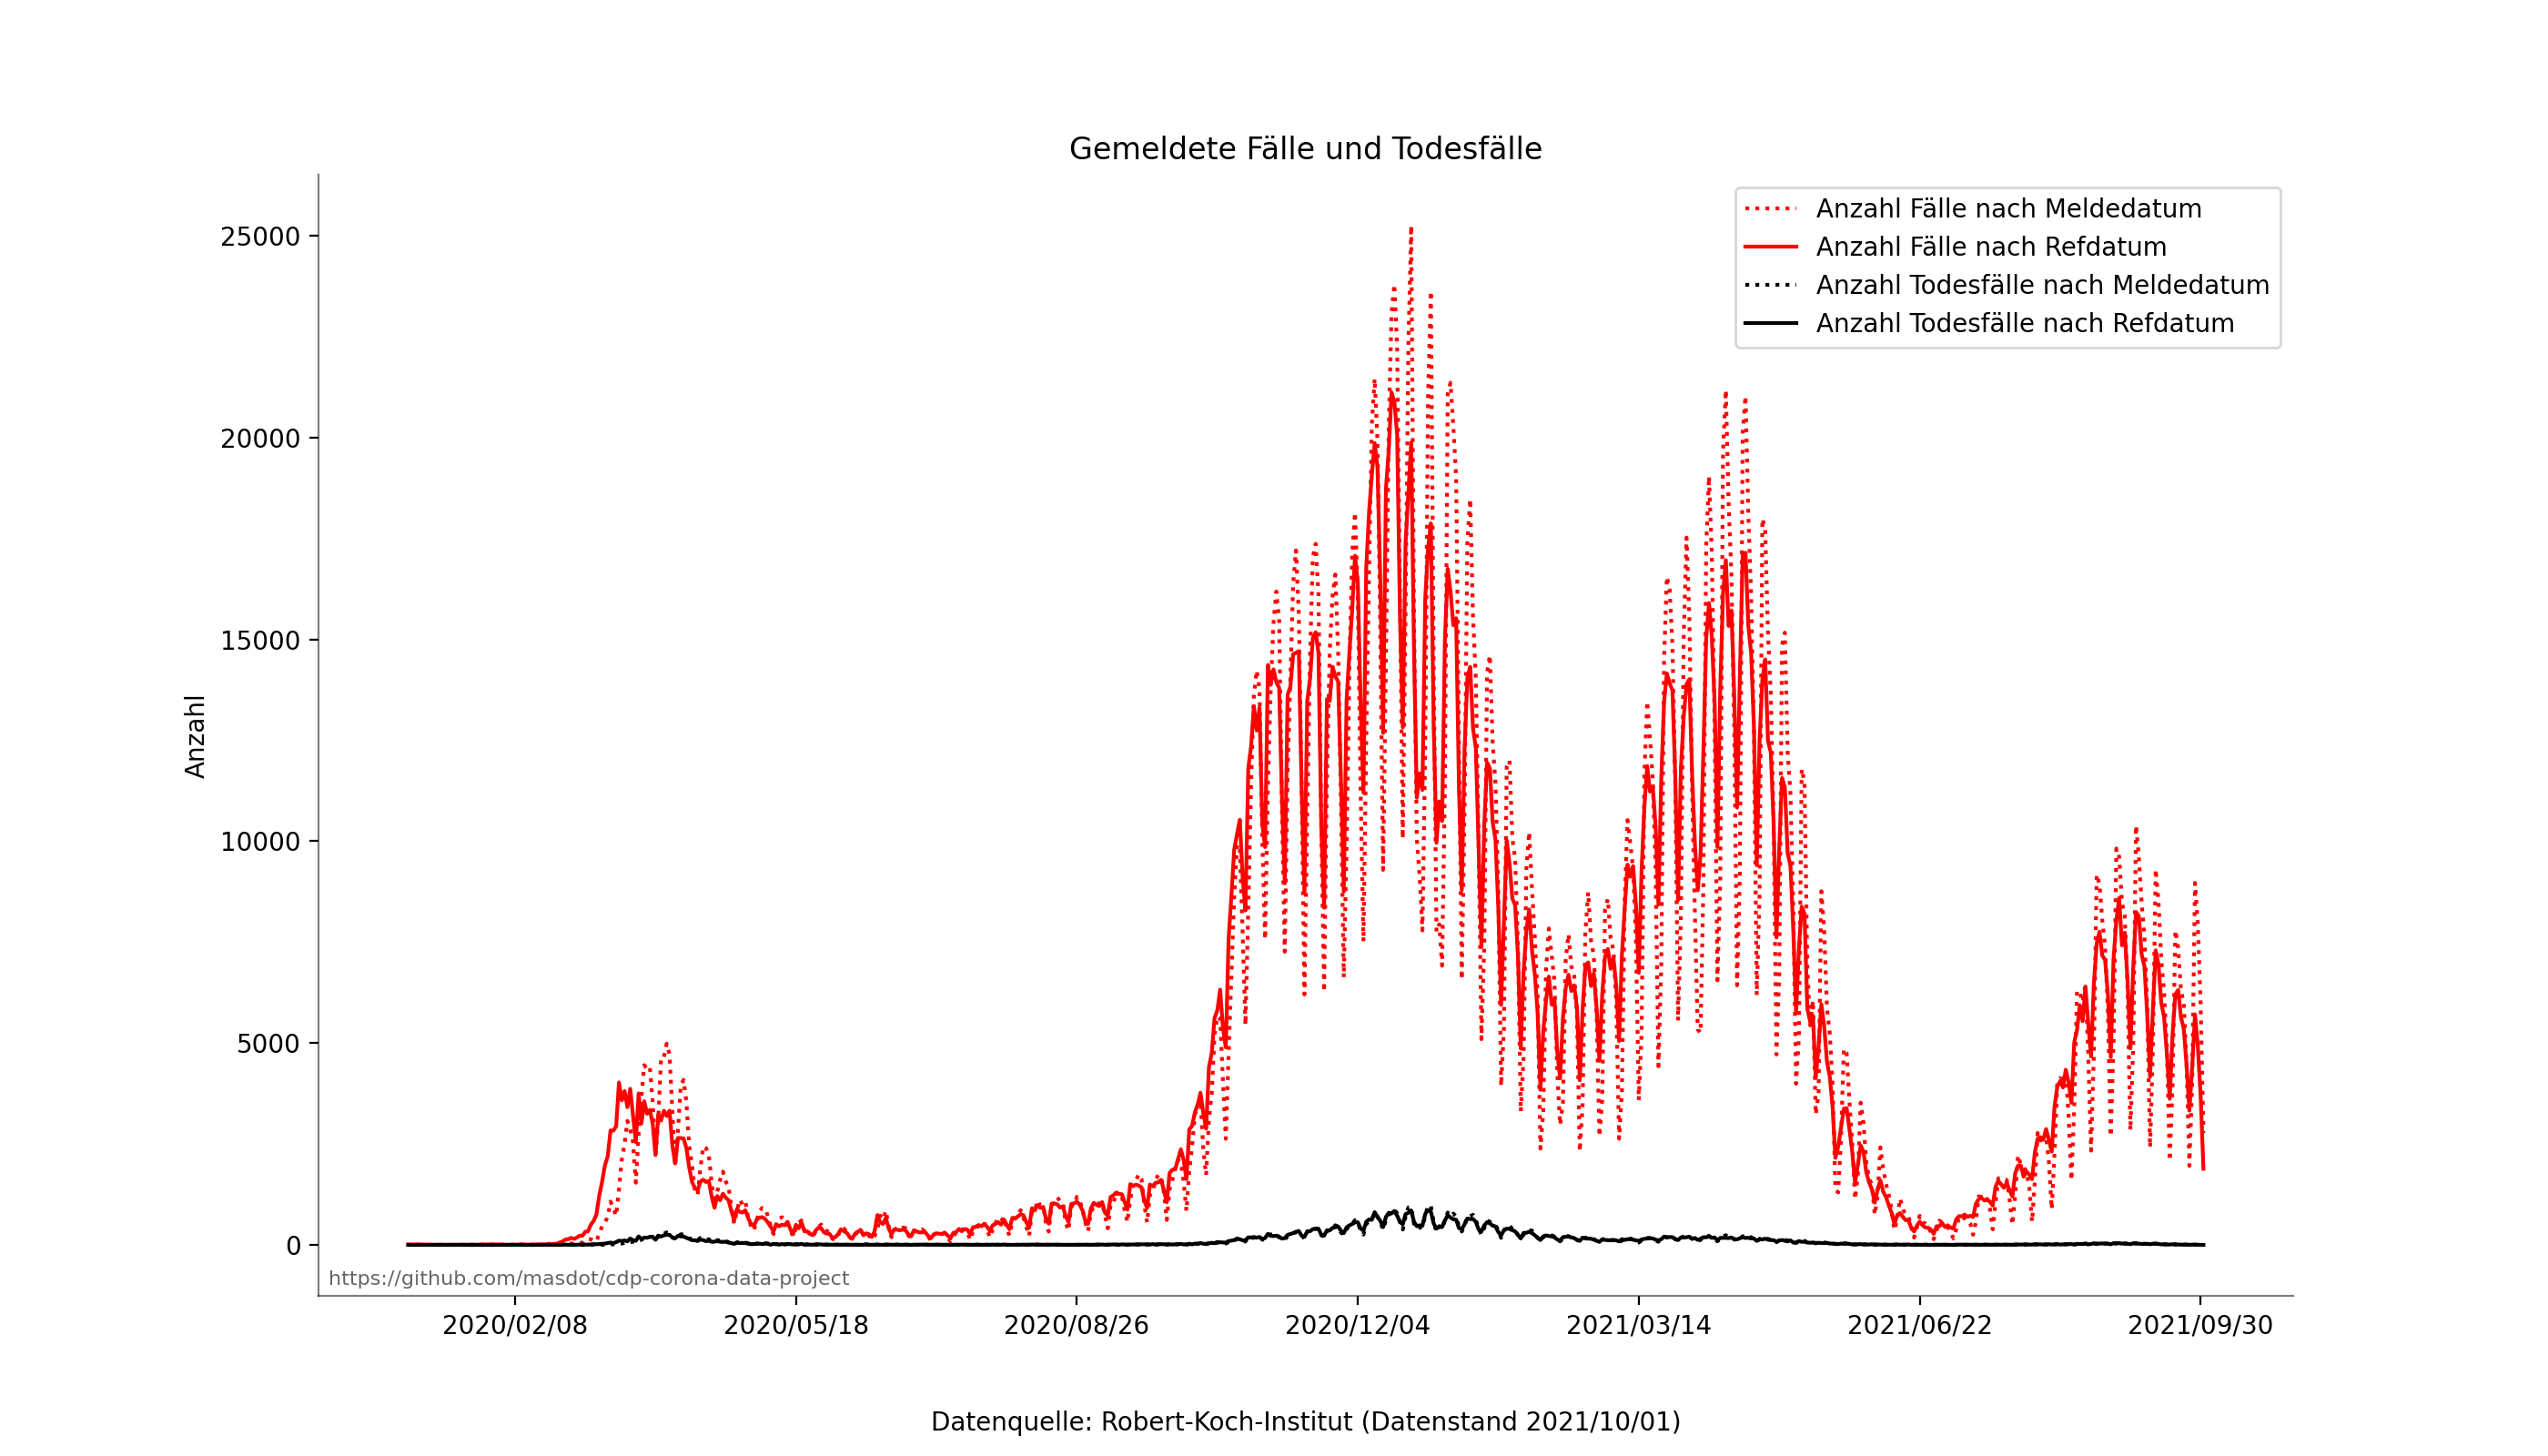 Gemeldete Fälle und Todesfälle
Anzahl Fälle nach Meldedatum
Anzahl Fälle nach Refdatum
Anzahl Todesfälle nach Meldedatum
Anzahl Todesfälle nach Refdatum
25000
20000
15000
10000
5000
0
Anzahl
https://github.com/masdot/cdp-corona-data-project
2020/02/08 2020/05/18 2020/08/26 2020/12/04 2021/03/14 2021/06/22 2021/09/30
Datenquelle: Robert-Koch-Institut (Datenstand 2021/10/01)